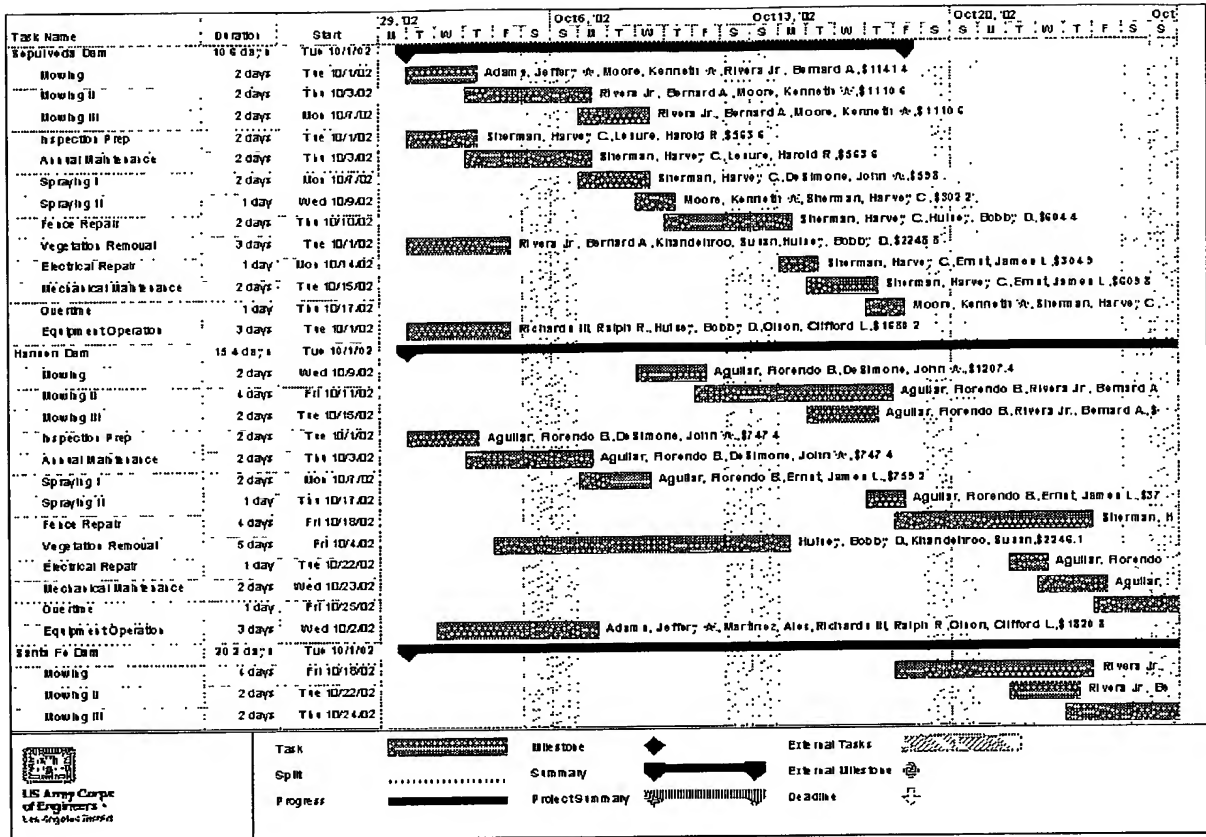 29, '02 Oct 6, '02 Oct 13, '02 Oct 20, '02 Oct
Task Name Duration Start M T W T F S S M T W T F S S M T W T F S S M T W T F S S
Sepulveda Dam 10.6 days Tue 10/1/02
Mowing 2 days Tue 10/1/02 Adams, Jeffery W., Moore, Kenneth W., Rivera Jr., Bernard A.,$1141.4
Mowing II 2 days Thu 10/3/02 Rivera Jr., Bernard A., Moore, Kenneth W.,$1110.6
Mowing III 2 days Mon 10/7/02 Rivera Jr., Bernard A., Moore, Kenneth W.,$1110.6
Inspection Prep 2 days Tue 10/1/02 Sherman, Harvey C., Lesure, Harold R.,$563.6
Annual Maintenance 2 days Thu 10/3/02 Sherman, Harvey C., Lesure, Harold R.,$563.6
Spraying I 2 days Mon 10/7/02 Sherman, Harvey C., DeSimone, John A.,$598.
Spraying II 1 day Wed 10/9/02 Moore, Kenneth W., Sherman, Harvey C.,$302.2
Fence Repair 2 days Thu 10/10/02 Sherman, Harvey C., Hulsey, Bobby D.,$604.4
Vegetation Removal 3 days Tue 10/1/02 Rivera Jr., Bernard A., Khandehroo, Susan, Hulsey, Bobby D.,
Electrical Repair 1 day Mon 10/14/02 Sherman, Harvey C., Ernst, James L.,$304.9
Mechanical Maintenance 2 days Tue 10/15/02 Sherman, Harvey C., Ernst, James L.,$609.8
Overtime 1 day Thu 10/17/02 Moore, Kenneth W., Sherman, Harvey C.
Equipment Operation 3 days Tue 10/1/02 Richards III, Ralph R., Hulsey, Bobby D., Olson, Clifford L.,
Hansen Dam 15.4 days Tue 10/1/02
Mowing 2 days Wed 10/9/02 Aguilar, Florendo B., DeSimone, John A.,$1207.4
Mowing II 4 days Fri 10/11/02 Aguilar, Florendo B., Rivera Jr., Bernard A
Mowing III 2 days Tue 10/15/02 Aguilar, Florendo B., Rivera Jr., Bernard A.,$
Inspection Prep 2 days Tue 10/1/02 Aguilar, Florendo B., DeSimone, John A.,$747.4
Annual Maintenance 2 days Thu 10/3/02 Aguilar, Florendo B., DeSimone, John A.,$747.4
Spraying I 2 days Mon 10/7/02 Aguilar, Florendo B., Ernst, James L.,$759.2
Spraying II 1 day Thu 10/17/02 Aguilar, Florendo B., Ernst, James L.,$37
Fence Repair 4 days Fri 10/18/02 Sherman, H
Vegetation Removal 5 days Fri 10/4/02 Hulsey, Bobby D., Khandehroo, Susan,$2246.1
Electrical Repair 1 day Tue 10/22/02 Aguilar, Florendo
Mechanical Maintenance 2 days Wed 10/23/02 Aguilar,
Overtime 1 day Fri 10/25/02
Equipment Operation 3 days Wed 10/2/02 Adams, Jeffery W., Martinez, Alex, Richards III, Ralph R., Olson, Clifford L.,$1820.8
Santa Fe Dam 20.2 days Tue 10/1/02
Mowing 4 days Fri 10/18/02 Rivera Jr.
Mowing II 2 days Tue 10/22/02 Rivera Jr., Be
Mowing III 2 days Thu 10/24/02
Task Milestone External Tasks
Split Summary External Milestone
Progress Project Summary Deadline
US Army Corps
of Engineers
Los Angeles District